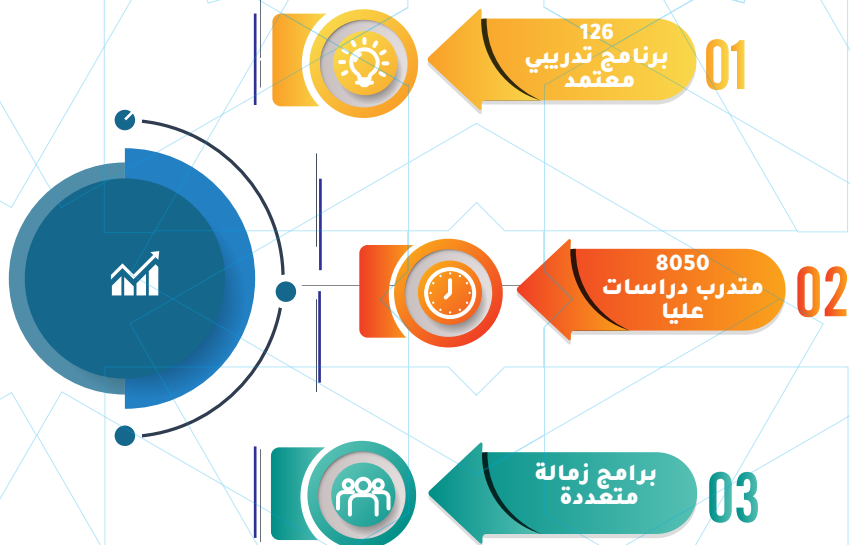 01
126
برنامج تدريبي
معتمد
02
8050
متدرب دراسات
عليا
03
برامج زمالة
متعددة